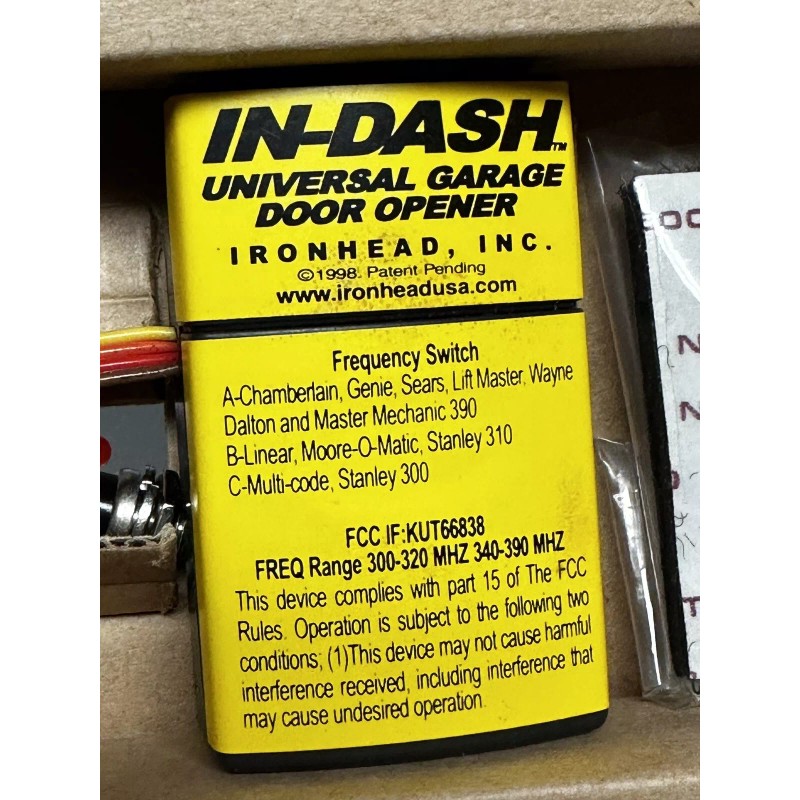 IN-DASH™
UNIVERSAL GARAGE
DOOR OPENER
IRONHEAD, INC.
©1998. Patent Pending
www.ironheadusa.com
Frequency Switch
A-Chamberlain, Genie, Sears, Lift Master, Wayne
Dalton and Master Mechanic 390
B-Linear, Moore-O-Matic, Stanley 310
C-Multi-code, Stanley 300
FCC IF:KUT66838
FREQ Range 300-320 MHZ 340-390 MHZ
This device complies with part 15 of The FCC
Rules. Operation is subject to the following two
conditions; (1)This device may not cause harmful
interference received, including interference that
may cause undesired operation.